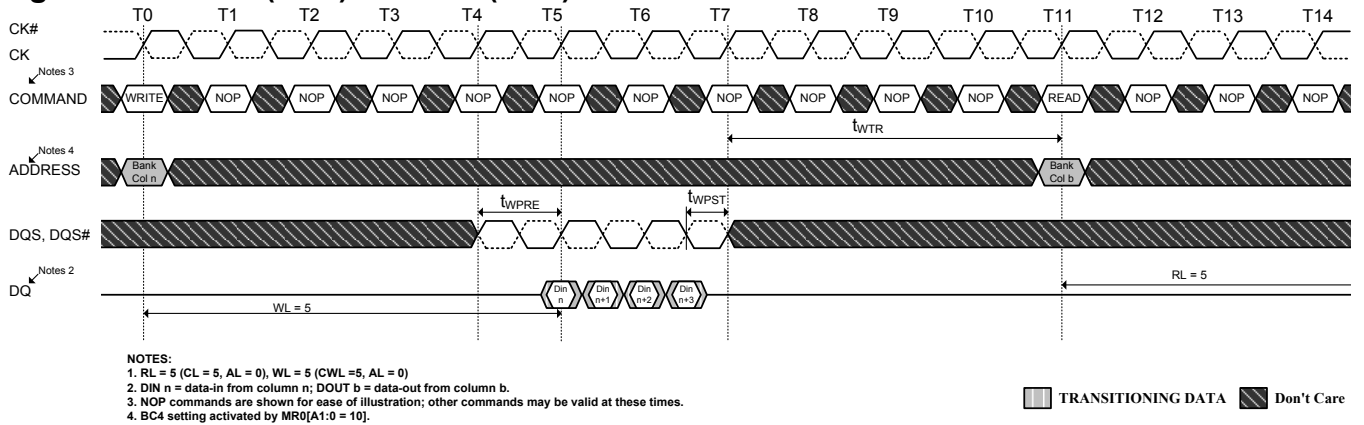 T0 T1 T2 T3 T4 T5 T6 T7 T8 T9 T10 T11 T12 T13 T14
CK#
CK
Notes 3
COMMAND WRITE NOP NOP NOP NOP NOP NOP NOP NOP NOP NOP READ NOP NOP NOP
tWTR
Notes 4
ADDRESS
Bank Bank
Col n Col b
tWPRE tWPST
DQS, DQS#
Notes 2
DQ
Din Din Din Din
n n+1 n+2 n+3
RL = 5
WL = 5
NOTES:
1. RL = 5 (CL = 5, AL = 0), WL = 5 (CWL =5, AL = 0)
2. DIN n = data-in from column n; DOUT b = data-out from column b.
3. NOP commands are shown for ease of illustration; other commands may be valid at these times.
4. BC4 setting activated by MR0[A1:0 = 10].
TRANSITIONING DATA Don't Care